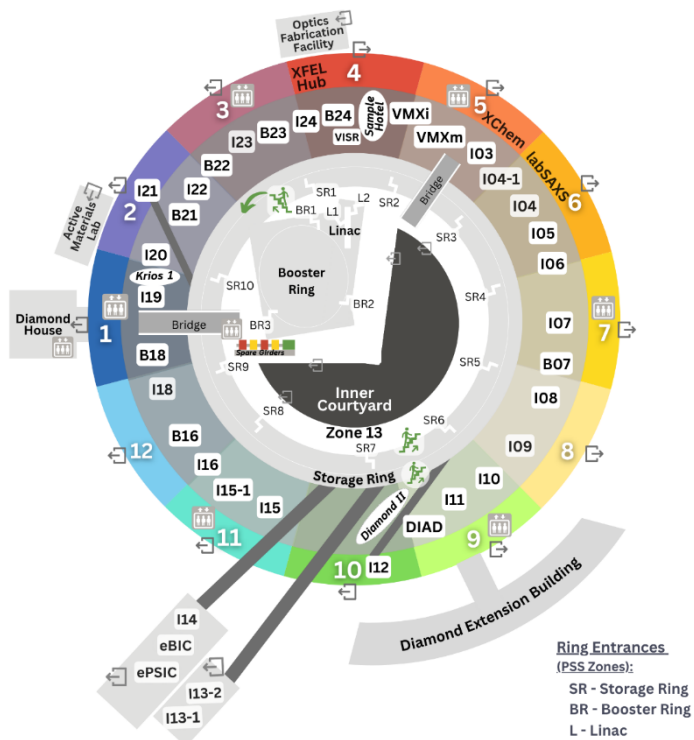 Optics
Fabrication
Facility
XFEL
Hub
4
3
5
XChem
labSAXS
6
2
Active
Materials
Lab
1
Diamond
House
7
8
9
10
11
12
I24
B24
VISR
Sample
Hotel
VMXi
VMXm
I03
I04-1
I04
I05
I06
I07
B07
I08
I09
I10
I11
DIAD
I12
Diamond II
I15
I15-1
I16
B16
I18
B18
I19
Krios 1
I20
B21
I21
I22
B22
I23
B23
Bridge
Bridge
SR1
BR1
L1
L2
Linac
SR2
SR3
SR4
SR5
SR6
SR7
SR8
SR9
SR10
Booster
Ring
BR2
BR3
Spare Girders
Inner
Courtyard
Zone 13
Storage Ring
I14
eBIC
ePSIC
I13-2
I13-1
Diamond Extension Building
Ring Entrances
(PSS Zones):
SR - Storage Ring
BR - Booster Ring
L - Linac